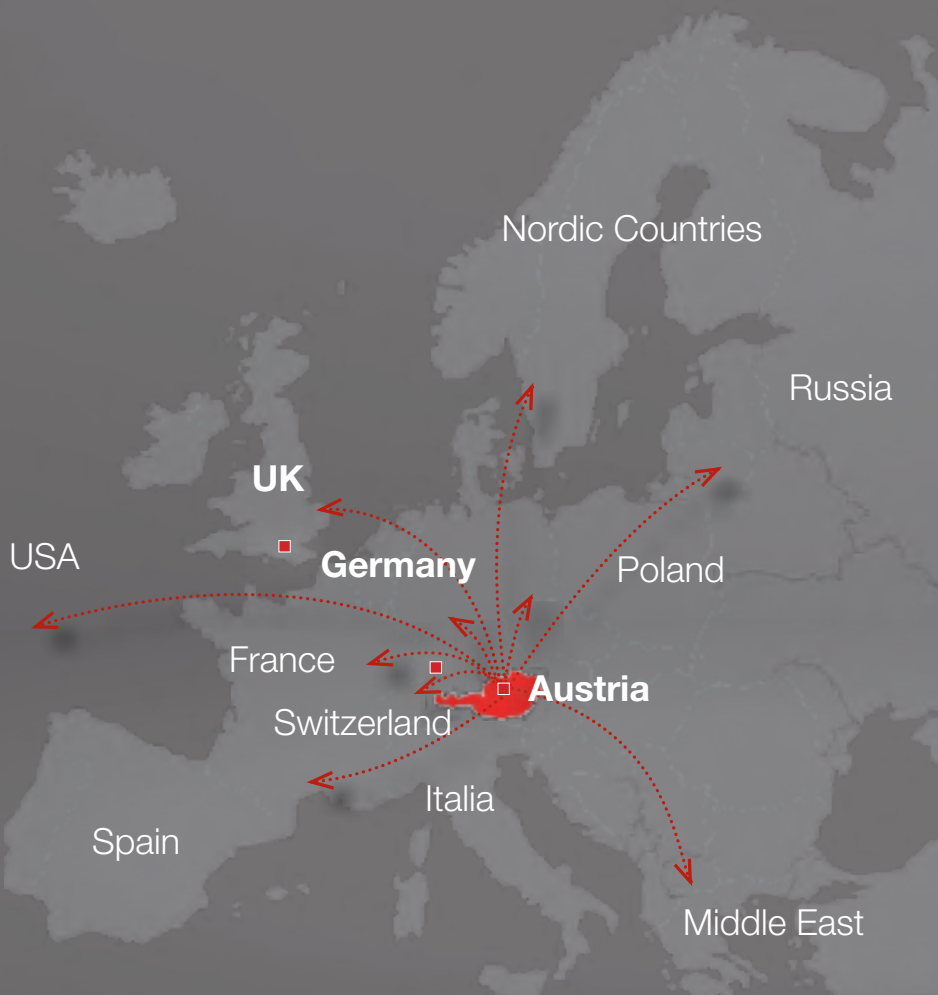 Nordic Countries
Russia
UK
USA
Germany
Poland
France
Austria
Switzerland
Italia
Spain
Middle East